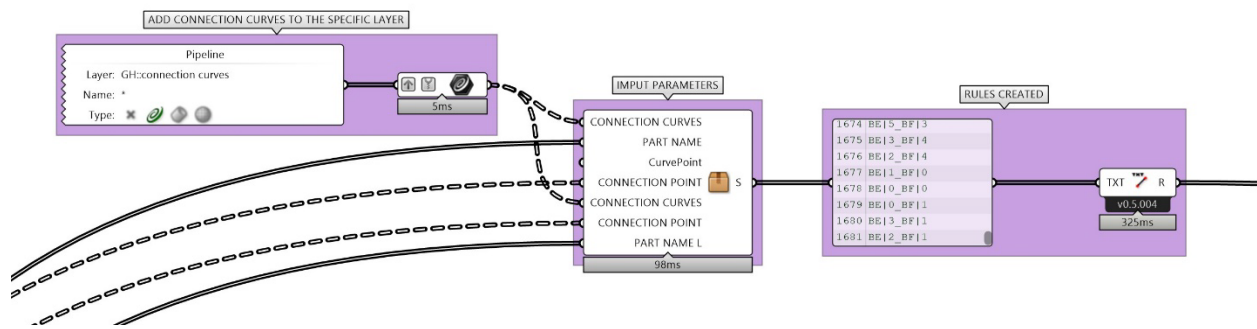 ADD CONNECTION CURVES TO THE SPECIFIC LAYER
Pipeline
Layer: GH::connection curves
Name: *
Type:
5ms
IMPUT PARAMETERS
CONNECTION CURVES
PART NAME
CurvePoint
CONNECTION POINT
CONNECTION CURVES
CONNECTION POINT
PART NAME L
S
98ms
RULES CREATED
1674 BE|5_BF|3
1675 BE|3_BF|4
1676 BE|2_BF|4
1677 BE|1_BF|0
1678 BE|0_BF|0
1679 BE|0_BF|1
1680 BE|3_BF|1
1681 BE|2_BF|1
TXT TXT R
v0.5.004
325ms